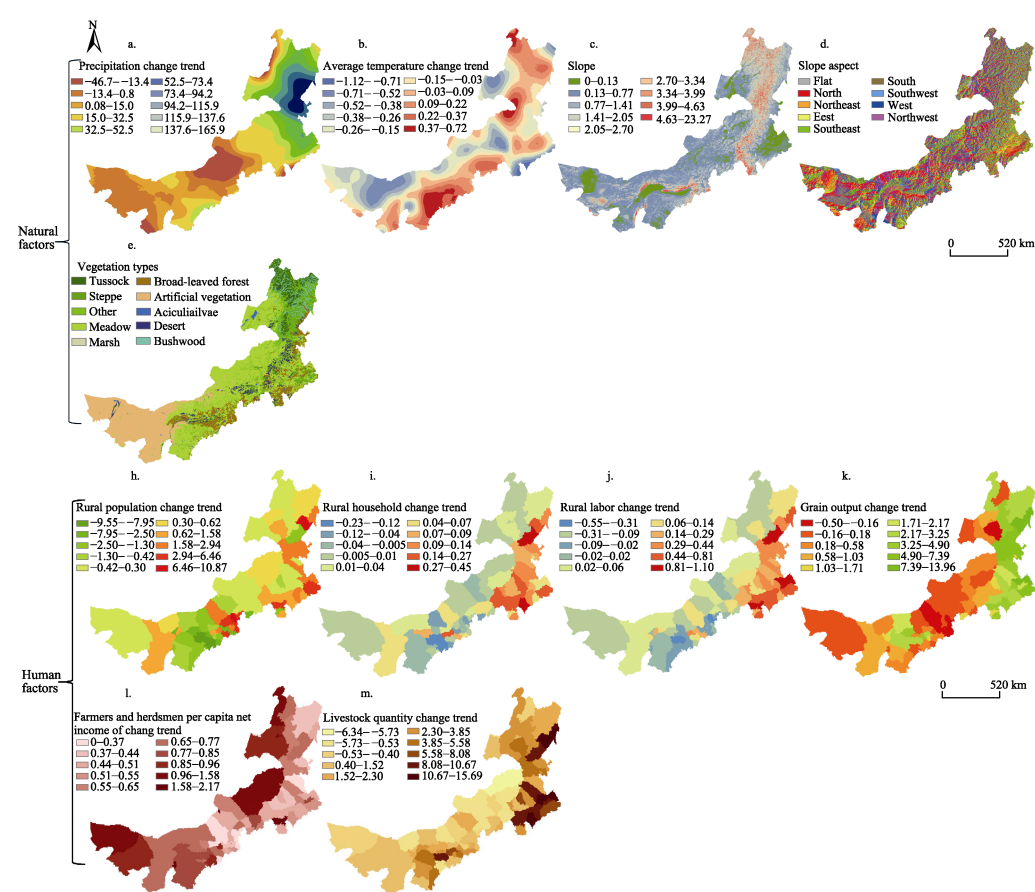 N
a.
Precipitation change trend
−46.7−−13.4
−13.4−0.8
0.08−15.0
15.0−32.5
32.5−52.5
52.5−73.4
73.4−94.2
94.2−115.9
115.9−137.6
137.6−165.9
b.
Average temperature change trend
−1.12−−0.71
−0.71−−0.52
−0.52−−0.38
−0.38−−0.26
−0.26−−0.15
−0.15−−0.03
−0.03−0.09
0.09−0.22
0.22−0.37
0.37−0.72
c.
Slope
0−0.13
0.13−0.77
0.77−1.41
1.41−2.05
2.05−2.70
2.70−3.34
3.34−3.99
3.99−4.63
4.63−23.27
d.
Slope aspect
Flat
North
Northeast
Eest
Southeast
South
Southwest
West
Northwest
0 520 km
Natural
factors
e.
Vegetation types
Tussock
Steppe
Other
Meadow
Marsh
Broad-leaved forest
Artificial vegetation
Aciculiailvae
Desert
Bushwood
h.
Rural population change trend
−9.55−−7.95
−7.95−−2.50
−2.50−−1.30
−1.30−−0.42
−0.42−0.30
0.30−0.62
0.62−1.58
1.58−2.94
2.94−5.46
6.46−10.87
i.
Rural household change trend
−0.23−−0.12
−0.12−−0.04
−0.04−−0.005
−0.005−0.01
0.01−0.04
0.04−0.07
0.07−0.09
0.09−0.14
0.14−0.27
0.27−0.45
j.
Rural labor change trend
−0.55−−0.31
−0.31−−0.09
−0.09−−0.02
−0.02−0.02
0.02−0.06
0.06−0.14
0.14−0.29
0.29−0.44
0.44−0.81
0.81−1.10
k.
Grain output change trend
−0.50−−0.16
−0.16−0.18
0.18−0.58
0.58−1.03
1.03−1.71
1.71−2.17
2.17−3.25
3.25−4.90
4.90−7.39
7.39−13.96
0 520 km
Human
factors
l.
Farmers and herdsmen per capita net
income of chang trend
0−0.37
0.37−0.44
0.44−0.51
0.51−0.55
0.55−0.65
0.65−0.77
0.77−0.85
0.85−0.96
0.96−1.58
1.58−2.17
m.
Livestock quantity change trend
−6.34−−5.73
−5.73−−0.53
−0.53−−0.40
0.40−1.52
1.52−2.30
2.30−3.85
3.85−5.58
5.58−8.08
8.08−10.67
10.67−15.69